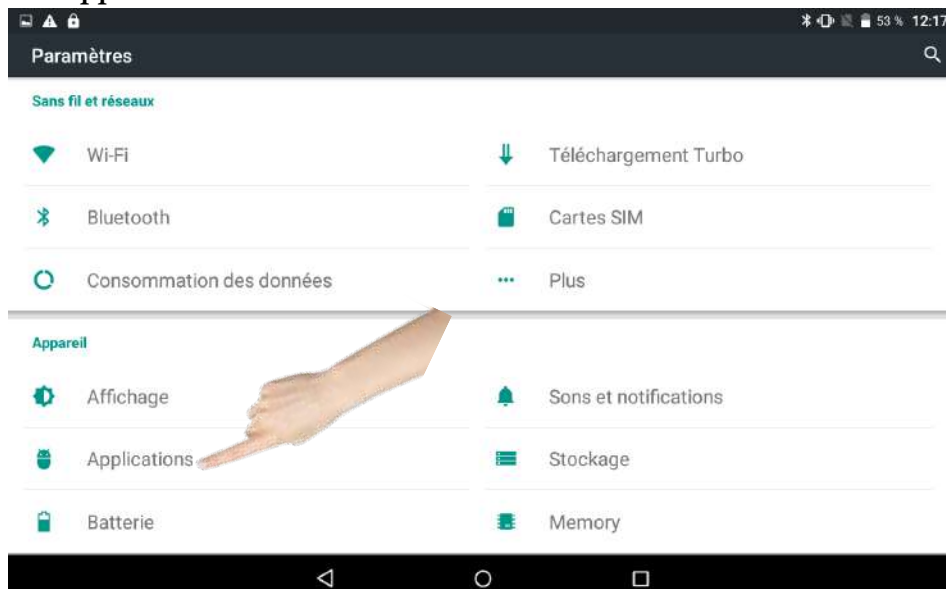 53 % 12:17
Paramètres
Sans fil et réseaux
Wi-Fi
Téléchargement Turbo
Bluetooth
Cartes SIM
Consommation des données
Plus
Appareil
Affichage
Sons et notifications
Applications
Stockage
Batterie
Memory